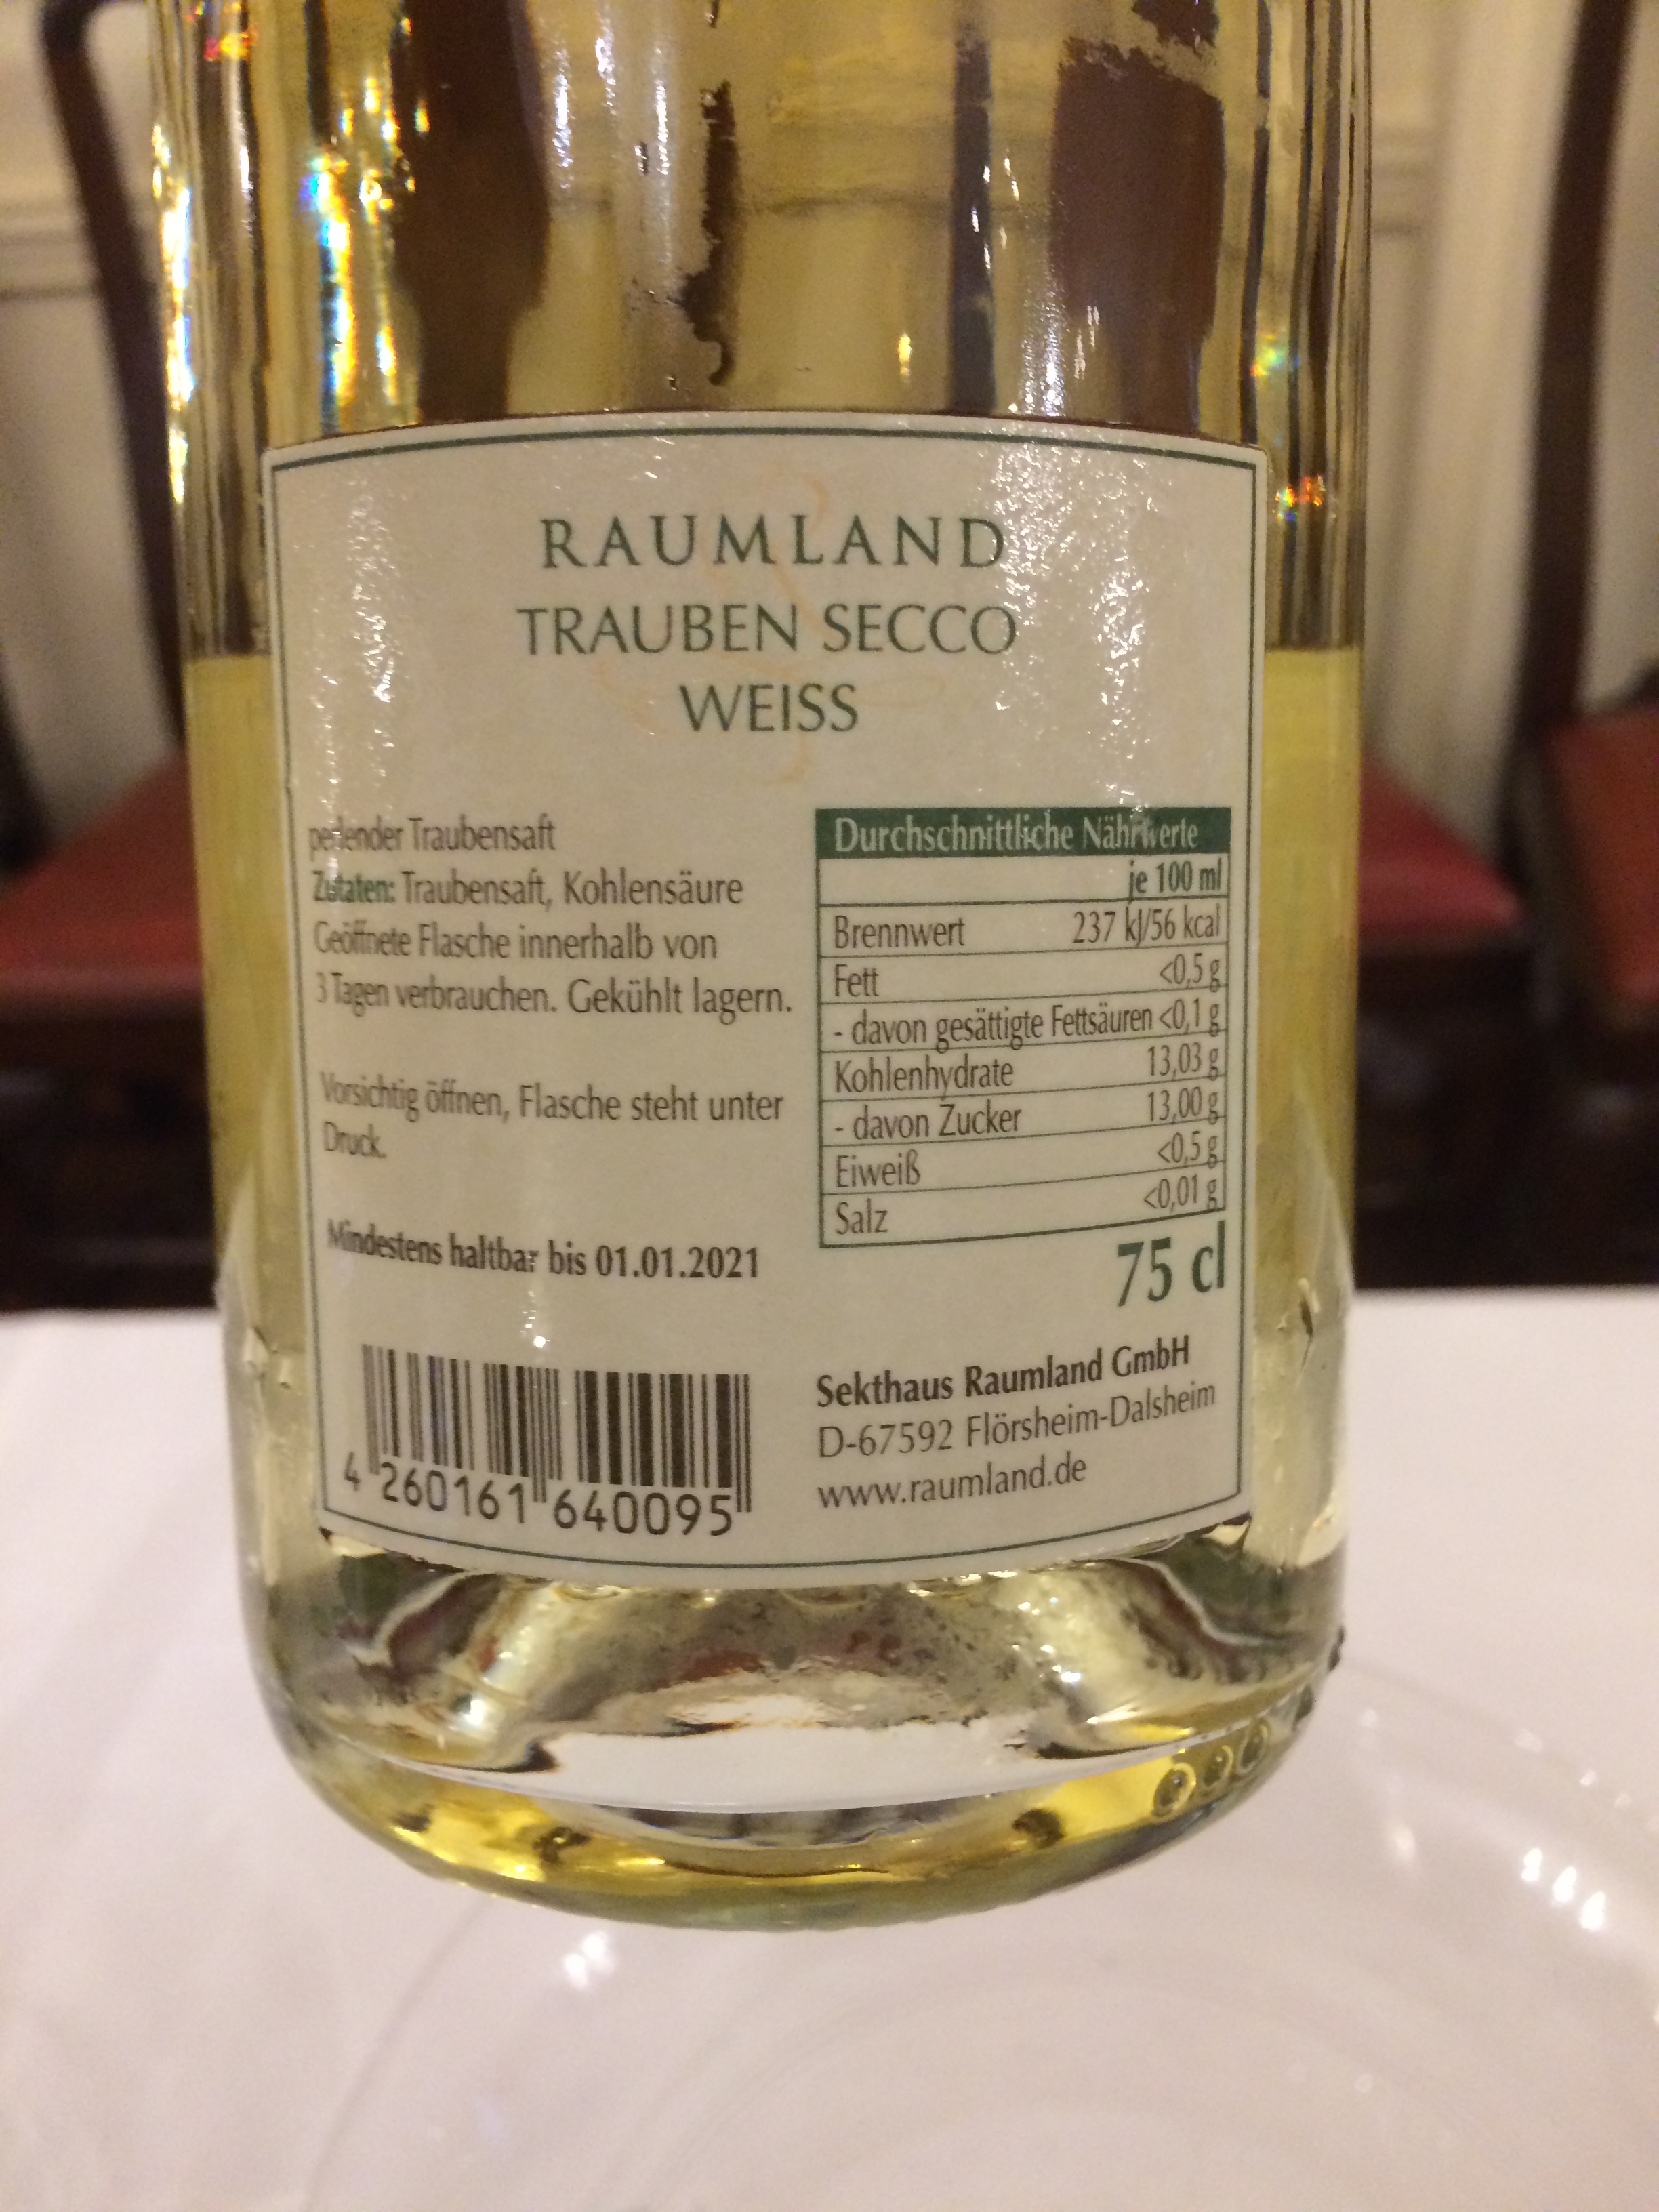 RAUMLAND
TRAUBEN SECCO
WEISS
perlender Traubensaft
Zutaten: Traubensaft, Kohlensäure
Geöffnete Flasche innerhalb von
3 Tagen verbrauchen. Gekühlt lagern.
Vorsichtig öffnen, Flasche steht unter
Druck.
Mindestens haltbar bis 01.01.2021
4 260161 640095
Durchschnittliche Nährwerte
je 100 ml
Brennwert 237 kJ/56 kcal
Fett <0,5 g
- davon gesättigte Fettsäuren <0,1 g
Kohlenhydrate 13,03 g
- davon Zucker 13,00 g
Eiweiß <0,5 g
Salz <0,01 g
75 cl
Sekthaus Raumland GmbH
D-67592 Flörsheim-Dalsheim
www.raumland.de